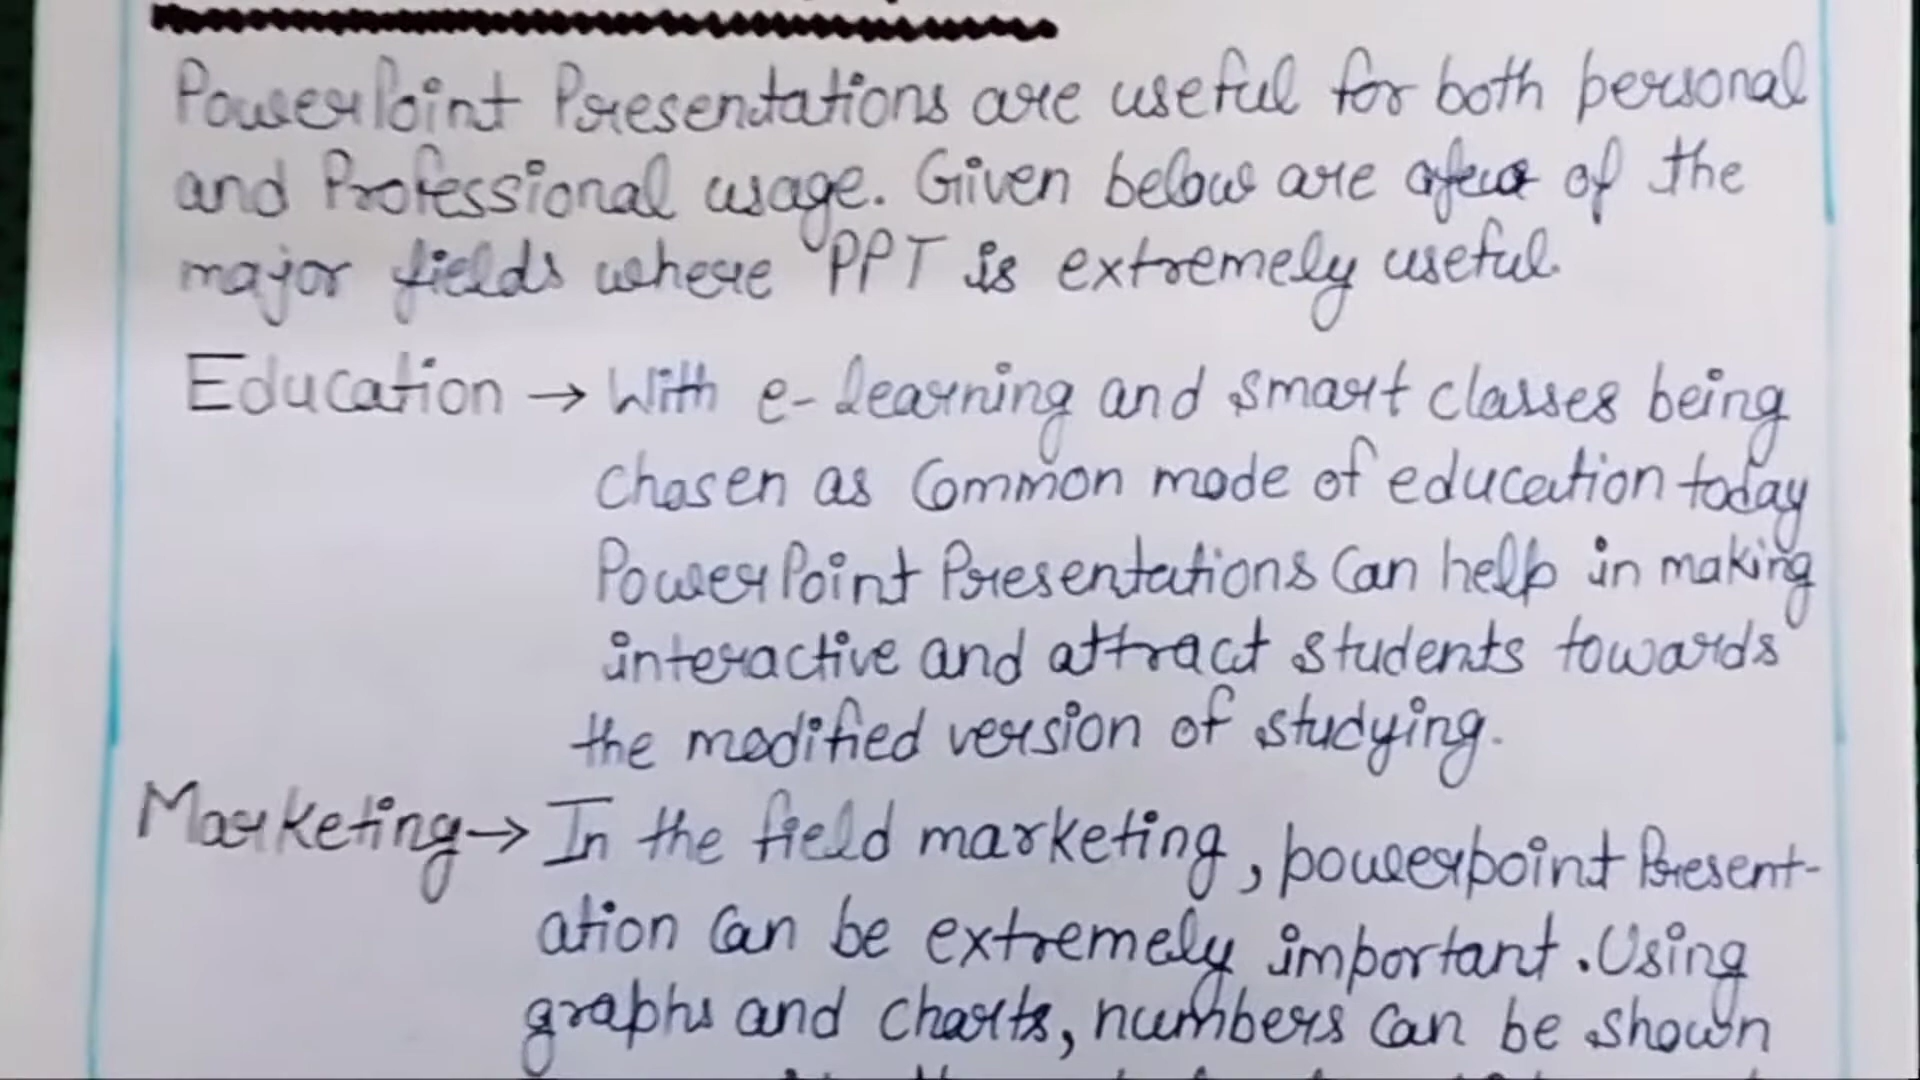 PowerPoint Presentations are useful for both personal
and Professional usage. Given below are afew of the
major fields where PPT is extremely useful.
Education → With e-learning and smart classes being
chosen as Common mode of education today
PowerPoint Presentations Can help in making
interactive and attract students towards
the modified version of studying.
Marketing → In the field marketing, powerpoint Present-
ation Can be extremely important. Using
graphs and charts, numbers Can be shown